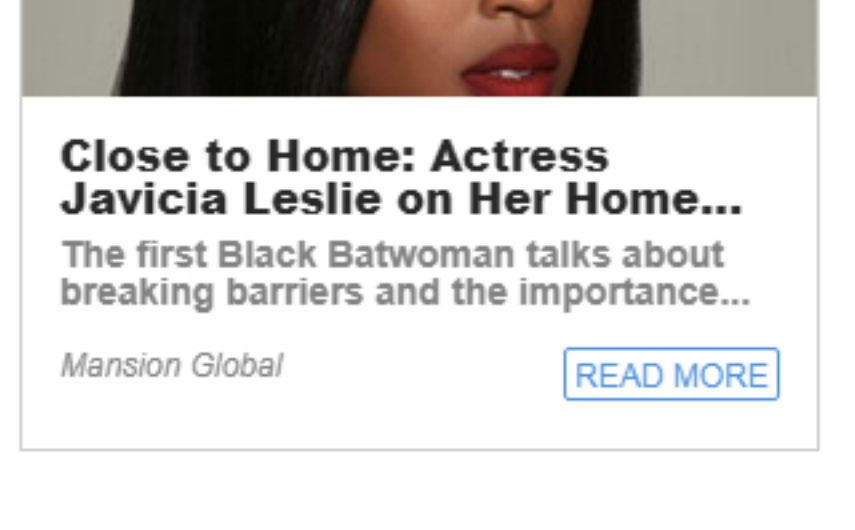 Close to Home: Actress
Javicia Leslie on Her Home...
The first Black Batwoman talks about
breaking barriers and the importance...
Mansion Global
READ MORE